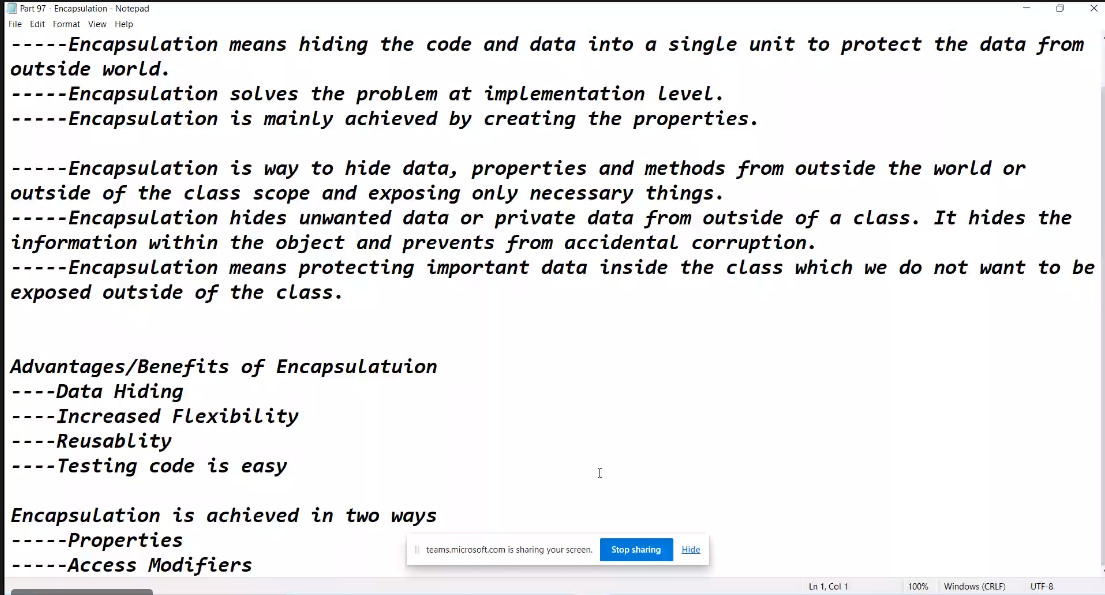 Part 97 - Encapsulation - Notepad
File Edit Format View Help
-----Encapsulation means hiding the code and data into a single unit to protect the data from
outside world.
-----Encapsulation solves the problem at implementation level.
-----Encapsulation is mainly achieved by creating the properties.
-----Encapsulation is way to hide data, properties and methods from outside the world or
outside of the class scope and exposing only necessary things.
-----Encapsulation hides unwanted data or private data from outside of a class. It hides the
information within the object and prevents from accidental corruption.
-----Encapsulation means protecting important data inside the class which we do not want to be
exposed outside of the class.
Advantages/Benefits of Encapsulatuion
----Data Hiding
----Increased Flexibility
----Reusablity
----Testing code is easy
Encapsulation is achieved in two ways
-----Properties
teams.microsoft.com is sharing your screen. Stop sharing Hide
-----Access Modifiers
Ln 1, Col 1 100% Windows (CRLF) UTF-8